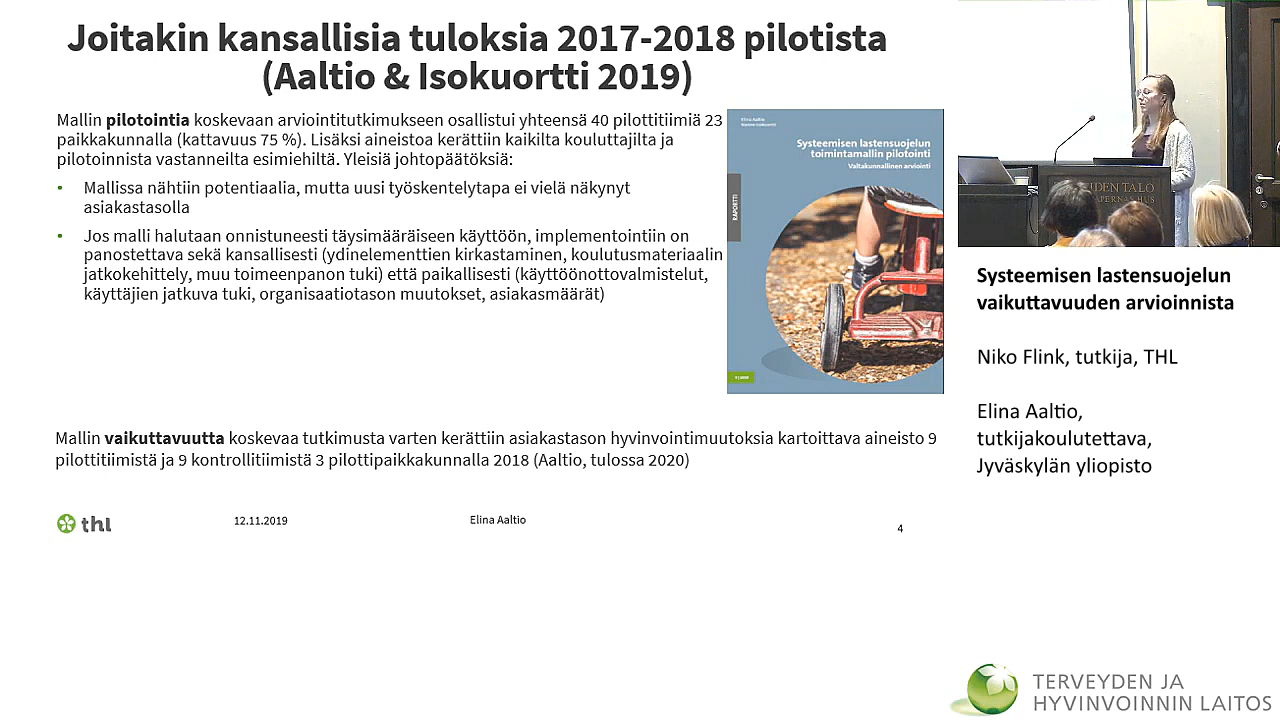 Joitakin kansallisia tuloksia 2017-2018 pilotista
(Aaltio & Isokuortti 2019)
Mallin pilotointia koskevaan arviointitutkimukseen osallistui yhteensä 40 pilottitiimiä 23
paikkakunnalla (kattavuus 75 %). Lisäksi aineistoa kerättiin kaikilta kouluttajilta ja
pilotoinnista vastanneilta esimiehiltä. Yleisiä johtopäätöksiä:
• Mallissa nähtiin potentiaalia, mutta uusi työskentelytapa ei vielä näkynyt
asiakastasolla
• Jos malli halutaan onnistuneesti täysimääräiseen käyttöön, implementointiin on
panostettava sekä kansallisesti (ydinelementtien kirkastaminen, koulutusmateriaalin
jatkokehittely, muu toimeenpanon tuki) että paikallisesti (käyttöönottovalmistelut,
käyttäjien jatkuva tuki, organisaatiotason muutokset, asiakasmäärät)
Elina Aaltio
Systeemisen lastensuojelun
toimintamallin pilotointi
Valtakunnallinen arviointi
RAPORTTI
Mallin vaikuttavuutta koskevaa tutkimusta varten kerättiin asiakastason hyvinvointimuutoksia kartoittava aineisto 9
pilottitiimistä ja 9 kontrollitiimistä 3 pilottipaikkakunnalla 2018 (Aaltio, tulossa 2020)
thl
12.11.2019
Elina Aaltio
4
IDEN TALO
Systeemisen lastensuojelun
vaikuttavuuden arvioinnista
Niko Flink, tutkija, THL
Elina Aaltio,
tutkijakoulutettava,
Jyväskylän yliopisto
TERVEYDEN JA
HYVINVOINNIN LAITOS